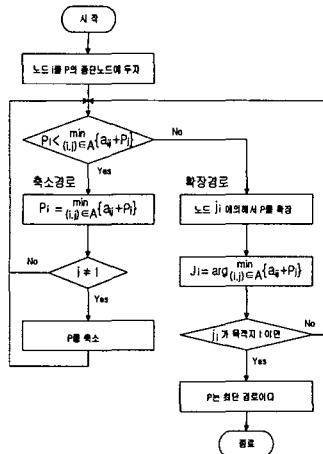 시 작
노드 i를 P의 종단노드에 두자
Pi < min (i,j)∈A {aij+Pj}
No
Yes
축소경로
확장경로
Pi = min (i,j)∈A {aij+Pj}
노드 ji 에의해서 P를 확장
i ≠ 1
No
Yes
Ji = arg min (i,j)∈A {aij+Pj}
P를 축소
ji 가 목적지 t 이면
No
Yes
P는 최단 경로이다
종료